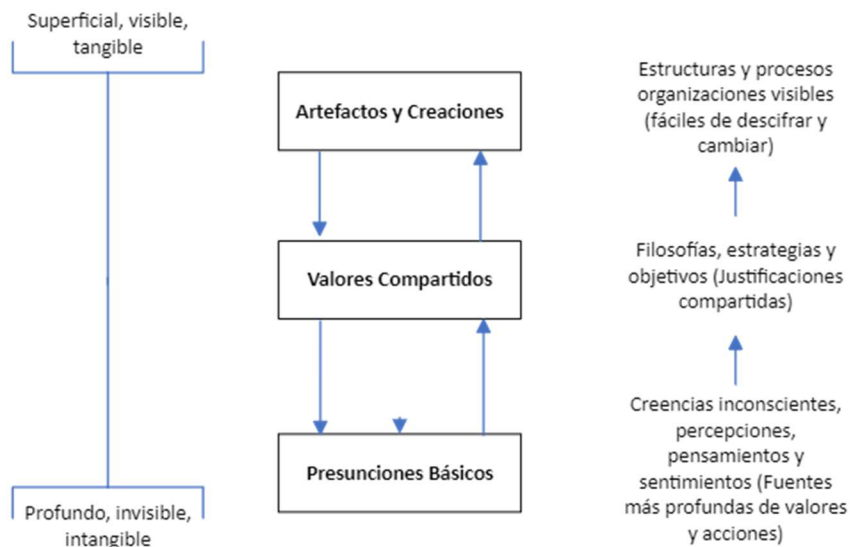 Superficial, visible,
tangible
Artefactos y Creaciones
Estructuras y procesos
organizaciones visibles
(fáciles de descifrar y
cambiar)
Valores Compartidos
Filosofías, estrategias y
objetivos (Justificaciones
compartidas)
Presunciones Básicos
Creencias inconscientes,
percepciones,
pensamientos y
sentimientos (Fuentes
más profundas de valores
y acciones)
Profundo, invisible,
intangible